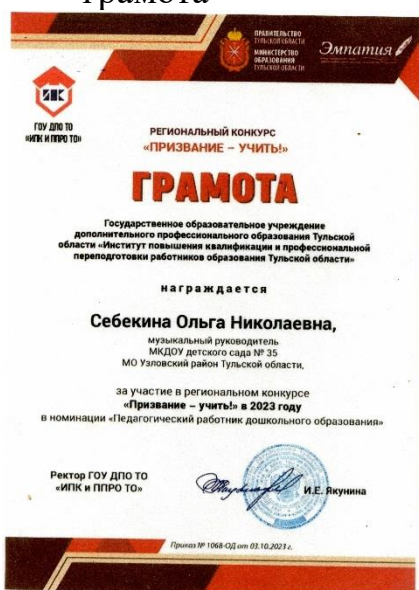 грамота
ПРАВИТЕЛЬСТВО
ТУЛЬСКОЙ ОБЛАСТИ
МИНИСТЕРСТВО
ОБРАЗОВАНИЯ
ТУЛЬСКОЙ ОБЛАСТИ
Эмпатия
ИПК
ГОУ ДПО ТО
«ИПК и ППРО ТО»
РЕГИОНАЛЬНЫЙ КОНКУРС
«ПРИЗВАНИЕ – УЧИТЬ!»
ГРАМОТА
Государственное образовательное учреждение
дополнительного профессионального образования Тульской
области «Институт повышения квалификации и профессиональной
переподготовки работников образования Тульской области»
награждается
Себекина Ольга Николаевна,
музыкальный руководитель
МКДОУ детского сада № 35
МО Узловский район Тульской области,
за участие в региональном конкурсе
«Призвание – учить!» в 2023 году
в номинации «Педагогический работник дошкольного образования»
Ректор ГОУ ДПО ТО
«ИПК и ППРО ТО»
И.Е. Якунина
Приказ № 1068-ОД от 03.10.2023 г.
Эмпатия